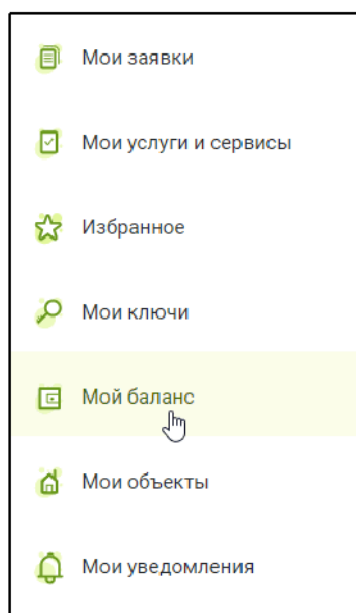 Мои заявки
Мои услуги и сервисы
Избранное
Мои ключи
Мой баланс
Мои объекты
Мои уведомления